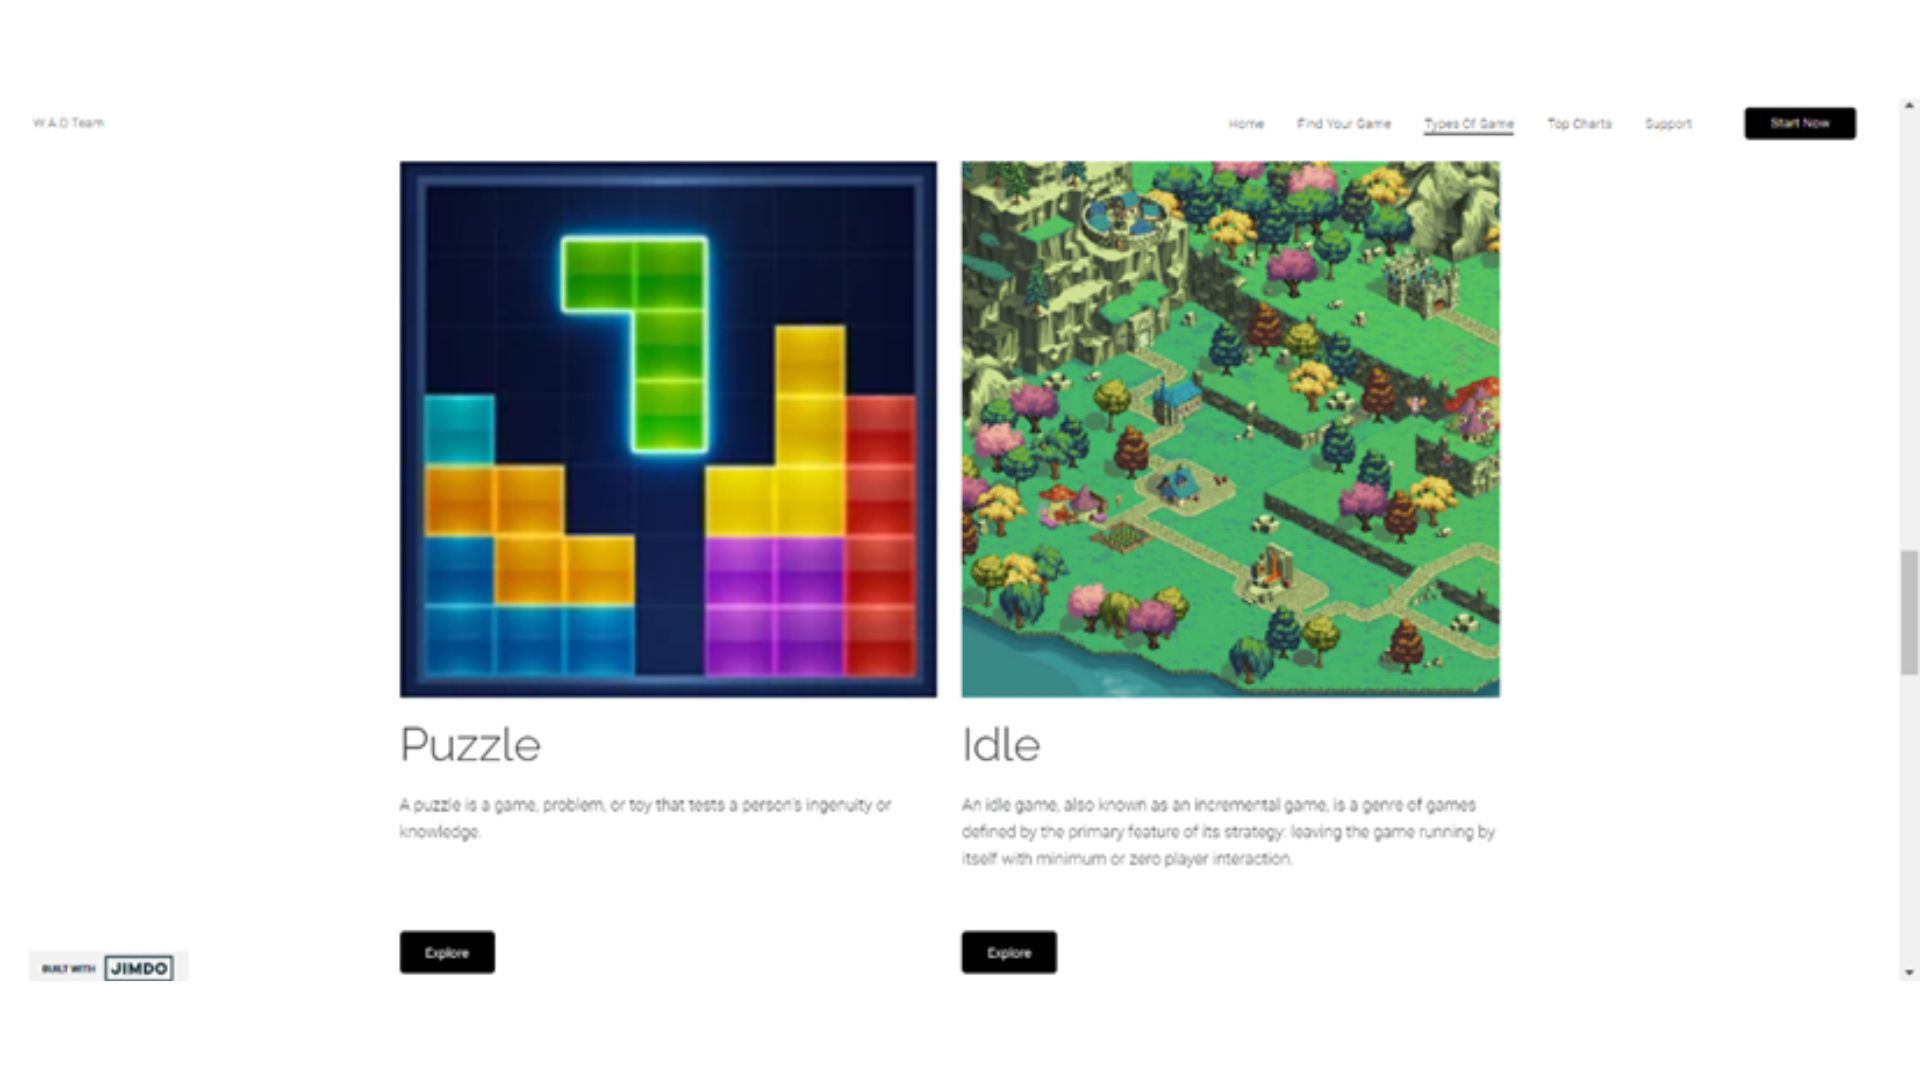 W.A.O Team
Home Find Your Game Types Of Game Top Charts Support Start Now
Puzzle
A puzzle is a game, problem, or toy that tests a person's ingenuity or
knowledge.
Explore
Idle
An idle game, also known as an incremental game, is a genre of games
defined by the primary feature of its strategy: leaving the game running by
itself with minimum or zero player interaction.
Explore
BUILT WITH JIMDO